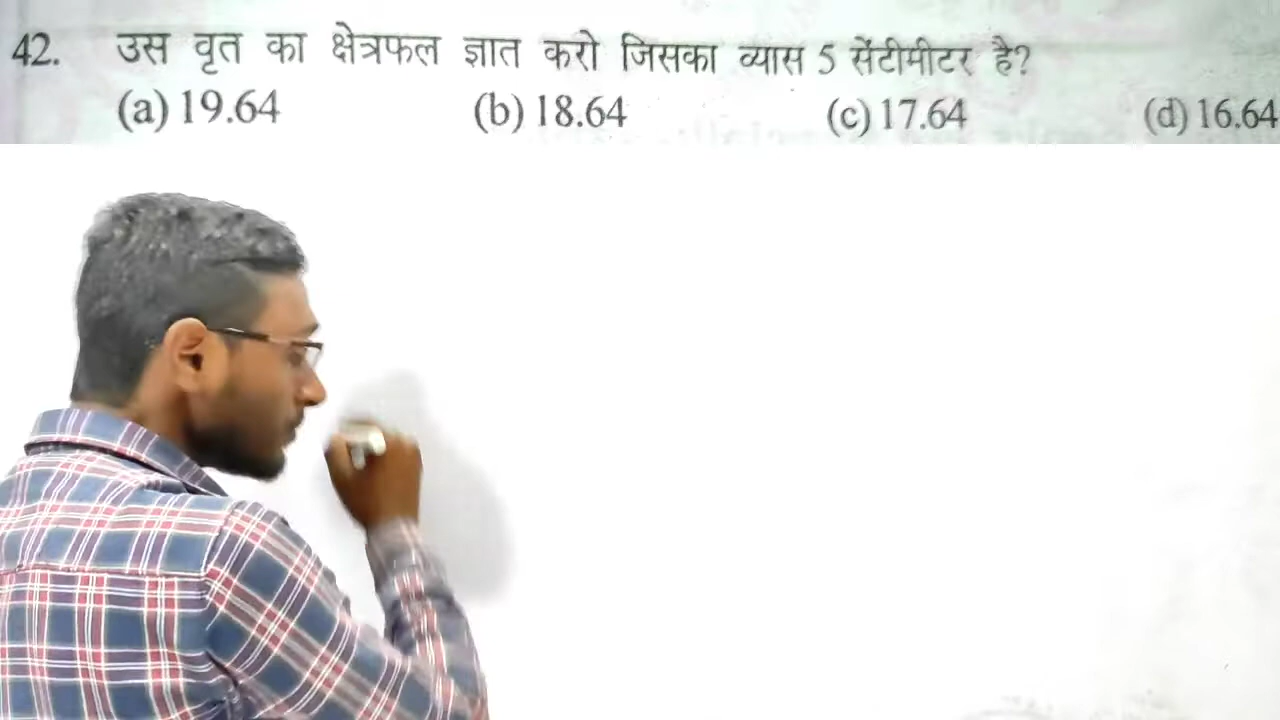 42. उस वृत का क्षेत्रफल ज्ञात करो जिसका व्यास 5 सेंटीमीटर है?
(a) 19.64 (b) 18.64 (c) 17.64 (d) 16.64